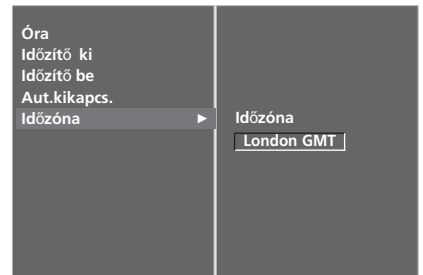 Óra
Időzítő ki
Időzítő be
Aut.kikapcs.
Időzóna ►
Időzóna
London GMT